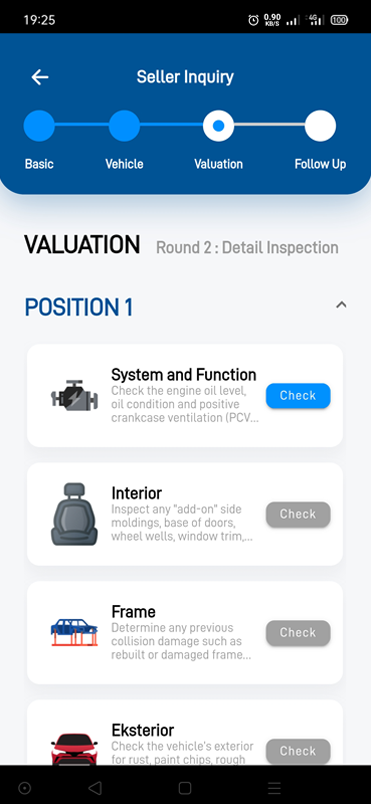 19:25
0.90
KB/S
4G
100
Seller Inquiry
Basic
Vehicle
Valuation
Follow Up
VALUATION Round 2 : Detail Inspection
POSITION 1
System and Function
Check the engine oil level,
oil condition and positive
crankcase ventilation (PCV...
Check
Interior
Inspect any "add-on" side
moldings, base of doors,
wheel wells, window trim,...
Check
Frame
Determine any previous
collision damage such as
rebuilt or damaged frame...
Check
Eksterior
Check the vehicle's exterior
for rust, paint chips, rough
Check